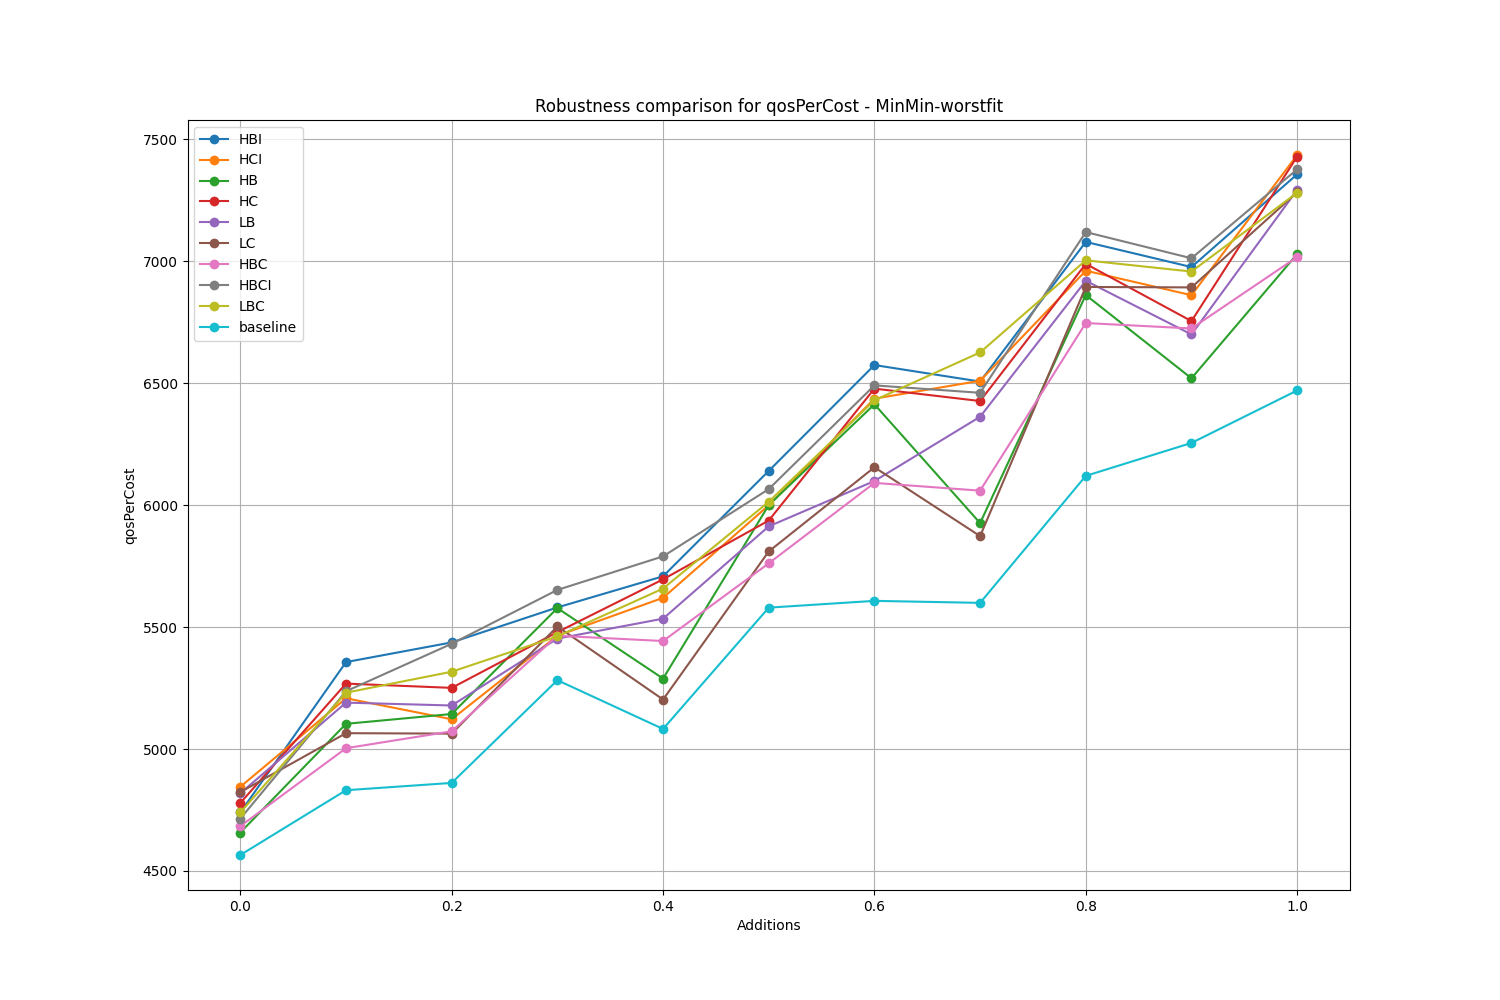 Robustness comparison for qosPerCost - MinMin-worstfit
7500
7000
6500
6000
5500
5000
4500
qosPerCost
HBI
HCI
HB
HC
LB
LC
HBC
HBCI
LBC
baseline
0.0 0.2 0.4 0.6 0.8 1.0
Additions